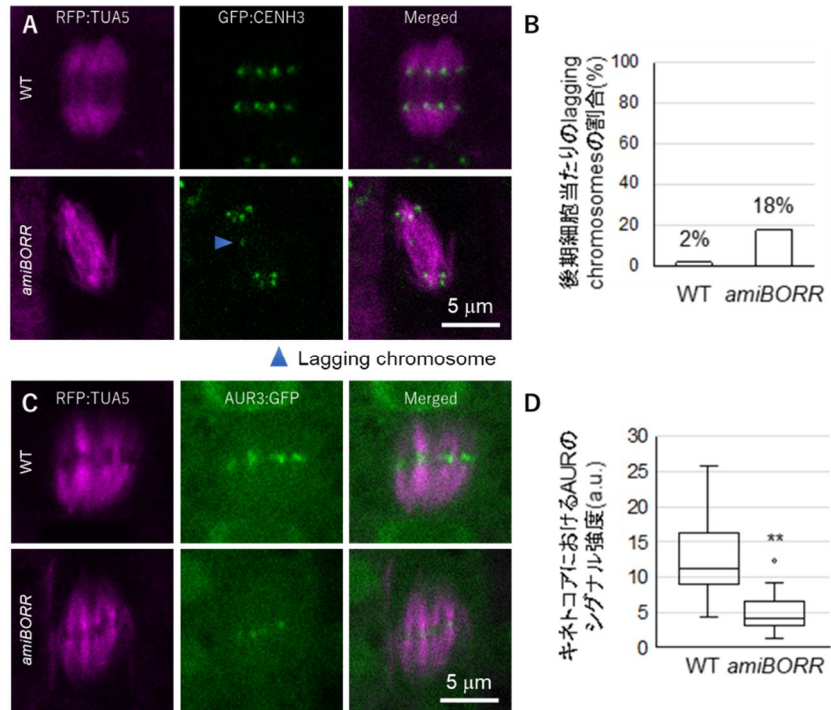 A
RFP:TUA5
GFP:CENH3
Merged
WT
amiBORR
5 μm
Lagging chromosome
B
後期細胞当たりのlagging
chromosomesの割合(%)
100
80
60
40
20
0
2%
18%
WT
amiBORR
C
RFP:TUA5
AUR3:GFP
Merged
WT
amiBORR
5 μm
D
キネトコアにおけるAURの
シグナル強度(a.u.)
30
25
20
15
10
5
0
**
WT
amiBORR